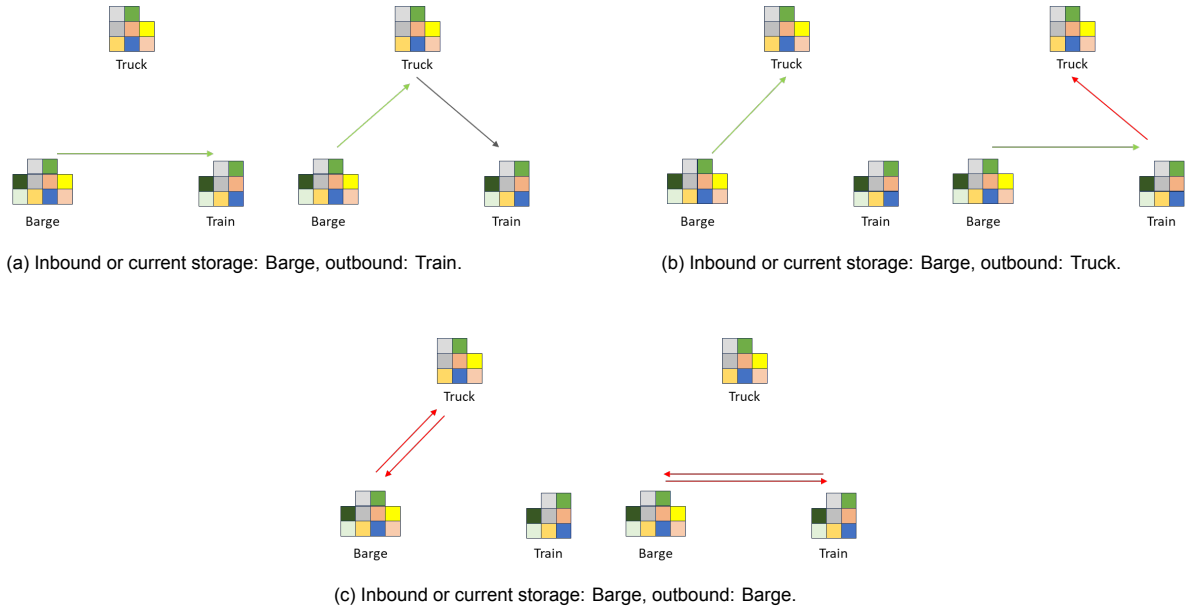 Truck
Truck
Barge
Train
Barge
Train
(a) Inbound or current storage: Barge, outbound: Train.
Truck
Truck
Barge
Train
Barge
Train
(b) Inbound or current storage: Barge, outbound: Truck.
Truck
Truck
Barge
Train
Barge
Train
(c) Inbound or current storage: Barge, outbound: Barge.